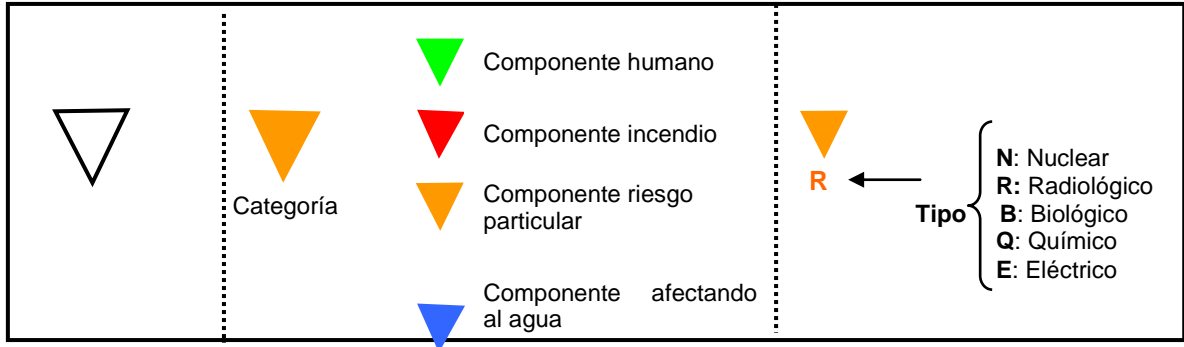 Categoría
Componente humano
Componente incendio
Componente riesgo
particular
Componente afectando
al agua
R
Tipo
N: Nuclear
R: Radiológico
B: Biológico
Q: Químico
E: Eléctrico